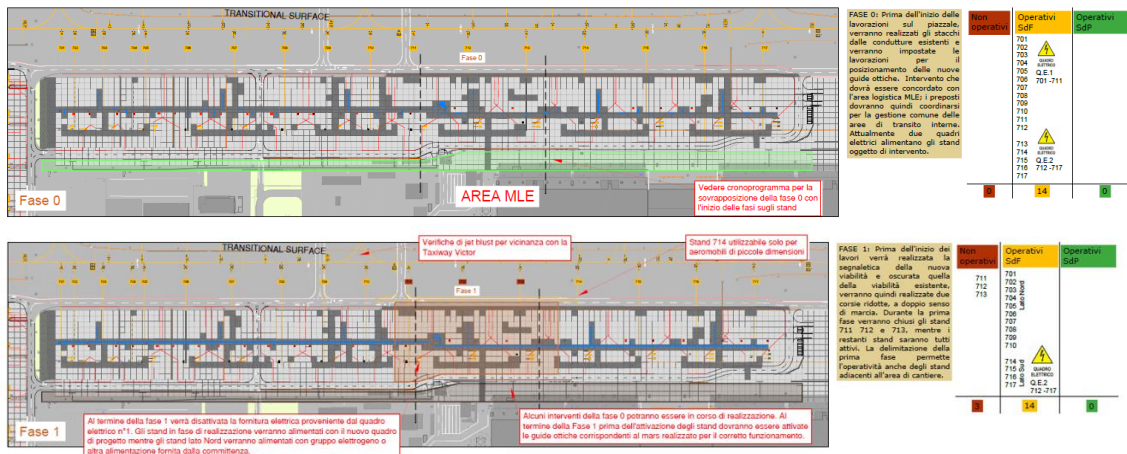 TRANSITIONAL SURFACE
Fase 0
AREA MLE
Fase 0
Vedere cronoprogramma per la
sovrapposizione della fase 0 con
l'inizio delle fasi sugli stand
FASE 0: Prima dell'inizio delle
lavorazioni sul piazzale,
verranno realizzati gli stacchi
dalle condutture esistenti e
verranno impostate le
lavorazioni per il
posizionamento delle nuove
guide ottiche. Intervento che
dovrà essere concordato con
l'area logistica MLE; i preposti
dovranno quindi coordinarsi
per la gestione comune delle
aree di transito interne.
Attualmente due quadri
elettrici alimentano gli stand
oggetto di intervento.
Non operativi
Operativi SdF
Operativi SdP
701
702
703
704
705
706
707
708
709
710
711
712
QUADRO ELETTRICO
Q.E.1
701 -711
713
714
715
716
717
QUADRO ELETTRICO
Q.E.2
712 -717
0
14
0
TRANSITIONAL SURFACE
Verifiche di jet blust per vicinanza con la
Taxiway Victor
Stand 714 utilizzabile solo per
aeromobili di piccole dimensioni
Fase 1
Fase 1
Al termine della fase 1 verrà disattivata la fornitura elettrica proveniente dal quadro
elettrico n°1. Gli stand in fase di realizzazione verranno alimentati con il nuovo quadro
di progetto mentre gli stand lato Nord verranno alimentati con gruppo elettrogeno o
altra alimentazione fornita dalla committenza.
Alcuni interventi della fase 0 potranno essere in corso di realizzazione. Al
termine della Fase 1 prima dell'attivazione degli stand dovranno essere attivate
le guide ottiche corrispondenti al mars realizzato per il corretto funzionamento.
FASE 1: Prima dell'inizio dei
lavori verrà realizzata la
segnaletica della nuova
viabilità e oscurata quella
della viabilità esistente,
verranno quindi realizzate due
corsie ridotte, a doppio senso
di marcia. Durante la prima
fase verranno chiusi gli stand
711 712 e 713, mentre i
restanti stand saranno tutti
attivi. La delimitazione della
prima fase permette
l'operatività anche degli stand
adiacenti all'area di cantiere.
Non operativi
Operativi SdF
Operativi SdP
711
712
713
701
702
703
704
705
706
707
708
709
710
Lato Nord
714
715
716
717
Lato Sud
QUADRO ELETTRICO
Q.E.2
712 -717
3
14
0